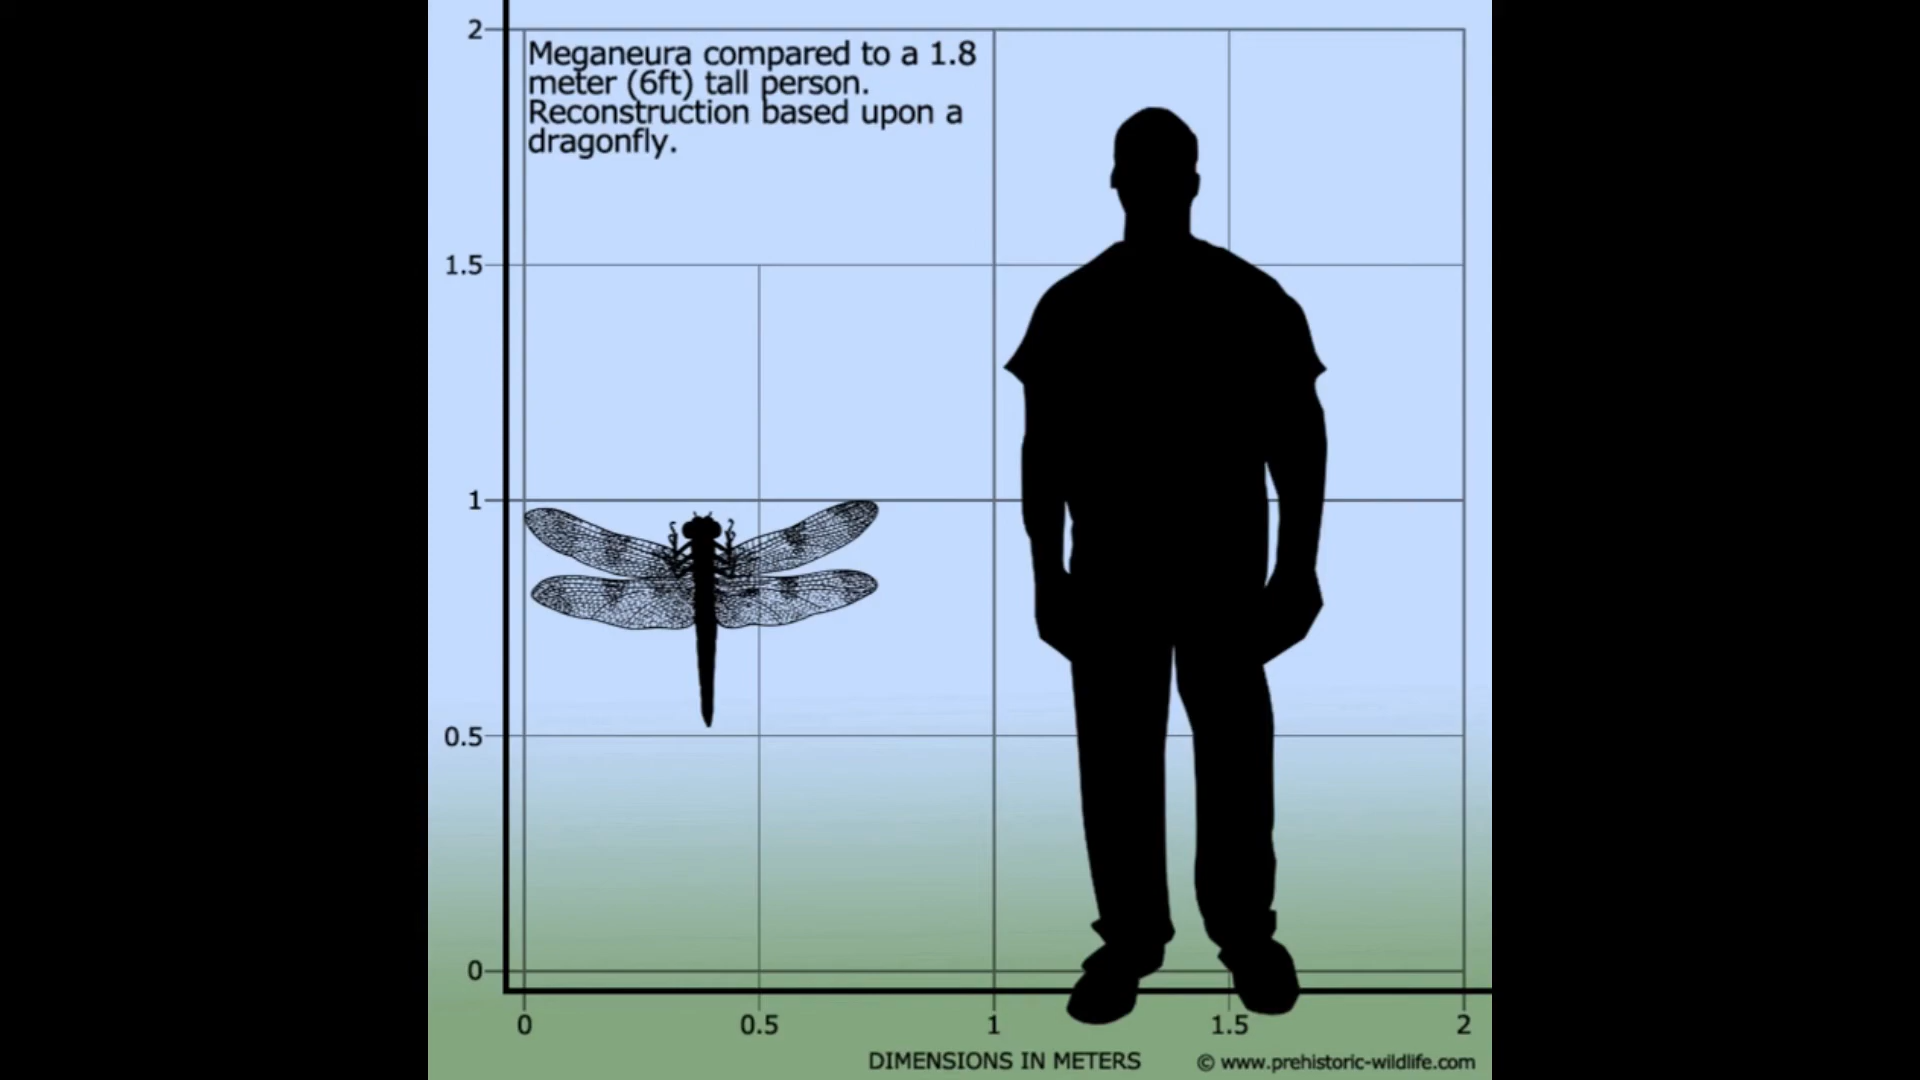 2
Meganeura compared to a 1.8
meter (6ft) tall person.
Reconstruction based upon a
dragonfly.
1.5
1
0.5
0
0 0.5 1 1.5 2
DIMENSIONS IN METERS © www.prehistoric-wildlife.com